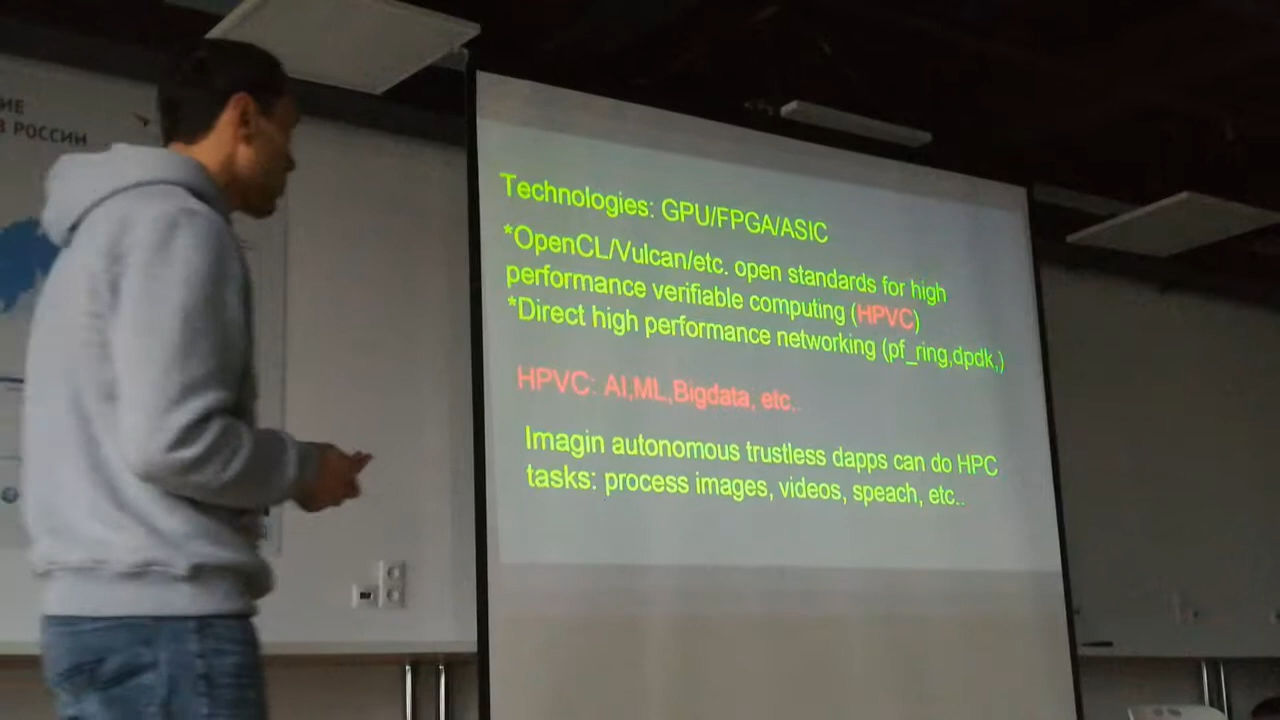 ИЕ
В РОССИИ
Technologies: GPU/FPGA/ASIC
*OpenCL/Vulcan/etc. open standards for high
performance verifiable computing (HPVC)
*Direct high performance networking (pf_ring,dpdk,)
HPVC: AI,ML,Bigdata, etc,.
Imagin autonomous trustless dapps can do HPC
tasks: process images, videos, speach, etc..